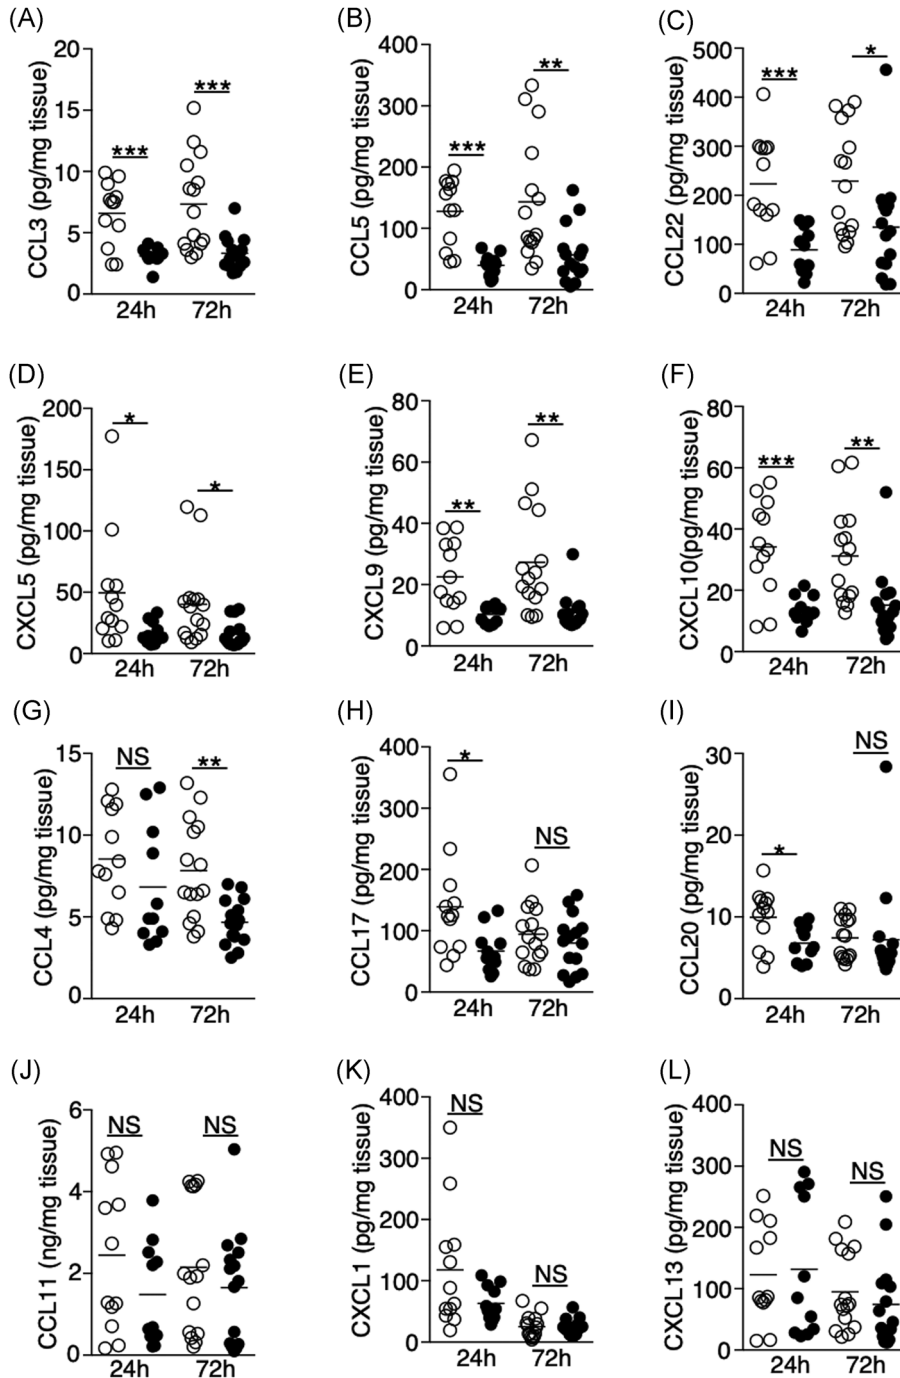 (A)
CCL3 (pg/mg tissue)
20
15
10
5
0
***
***
24h 72h
(B)
CCL5 (pg/mg tissue)
400
300
200
100
0
***
**
24h 72h
(C)
CCL22 (pg/mg tissue)
500
400
300
200
100
0
***
*
24h 72h
(D)
CXCL5 (pg/mg tissue)
200
150
100
50
0
*
*
24h 72h
(E)
CXCL9 (pg/mg tissue)
80
60
40
20
0
**
**
24h 72h
(F)
CXCL10(pg/mg tissue)
80
60
40
20
0
***
**
24h 72h
(G)
CCL4 (pg/mg tissue)
15
10
5
0
NS
**
24h 72h
(H)
CCL17 (pg/mg tissue)
400
300
200
100
0
*
NS
24h 72h
(I)
CCL20 (pg/mg tissue)
30
20
10
0
*
NS
24h 72h
(J)
CCL11 (ng/mg tissue)
6
4
2
0
NS
NS
24h 72h
(K)
CXCL1 (pg/mg tissue)
400
300
200
100
0
NS
NS
24h 72h
(L)
CXCL13 (pg/mg tissue)
400
300
200
100
0
NS
NS
24h 72h